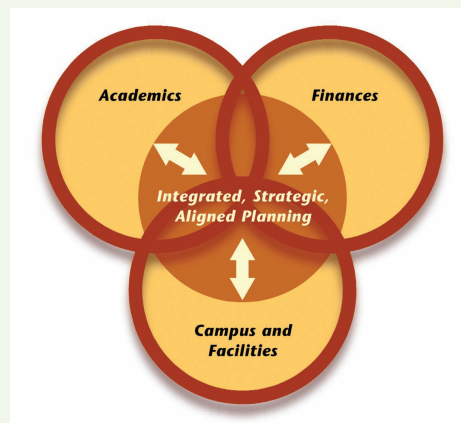 Academics
Finances
Integrated, Strategic,
Aligned Planning
Campus and
Facilities